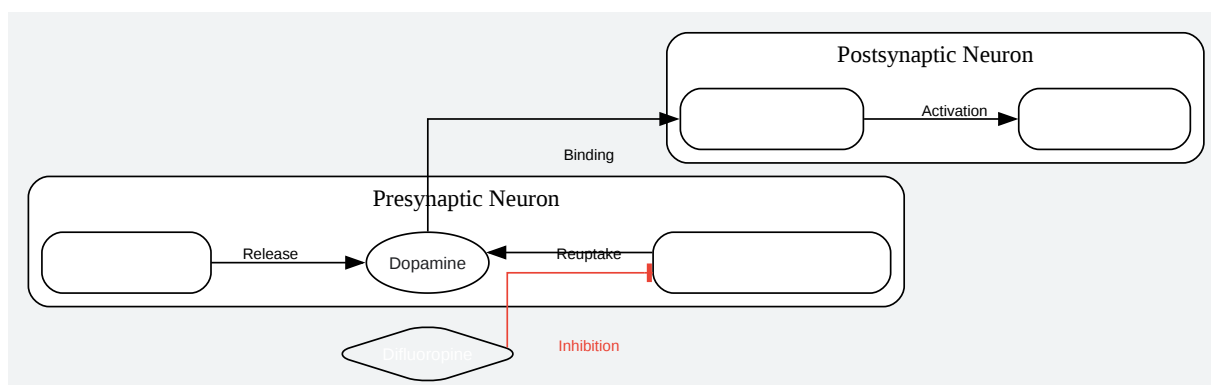 Postsynaptic Neuron
Activation
Binding
Presynaptic Neuron
Release
Dopamine
Reuptake
Difluoropine
Inhibition